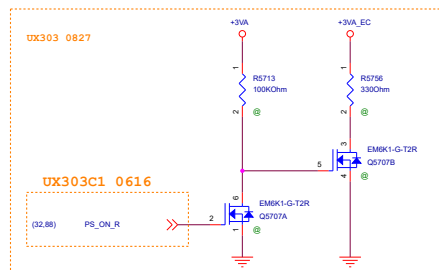 +3VA
+3VA_EC
UX303 0827
1
R5713
100KOhm
2
@
1
R5756
330Ohm
2
@
3
EM6K1-G-T2R
5
Q5707B
4
@
UX303C1 0616
6
EM6K1-G-T2R
(32,88) PS_ON_R
2
Q5707A
1
@